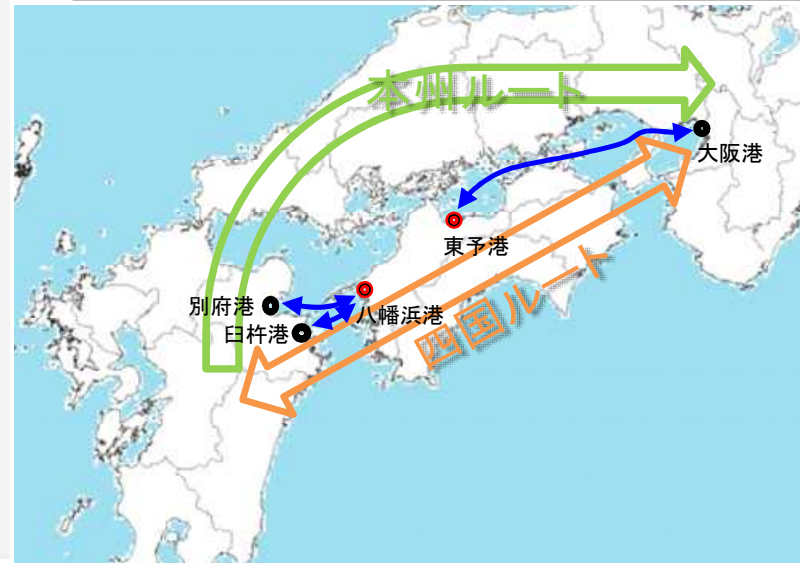 本州ルート
大阪港
東予港
別府港
八幡浜港
臼杵港
四国ルート